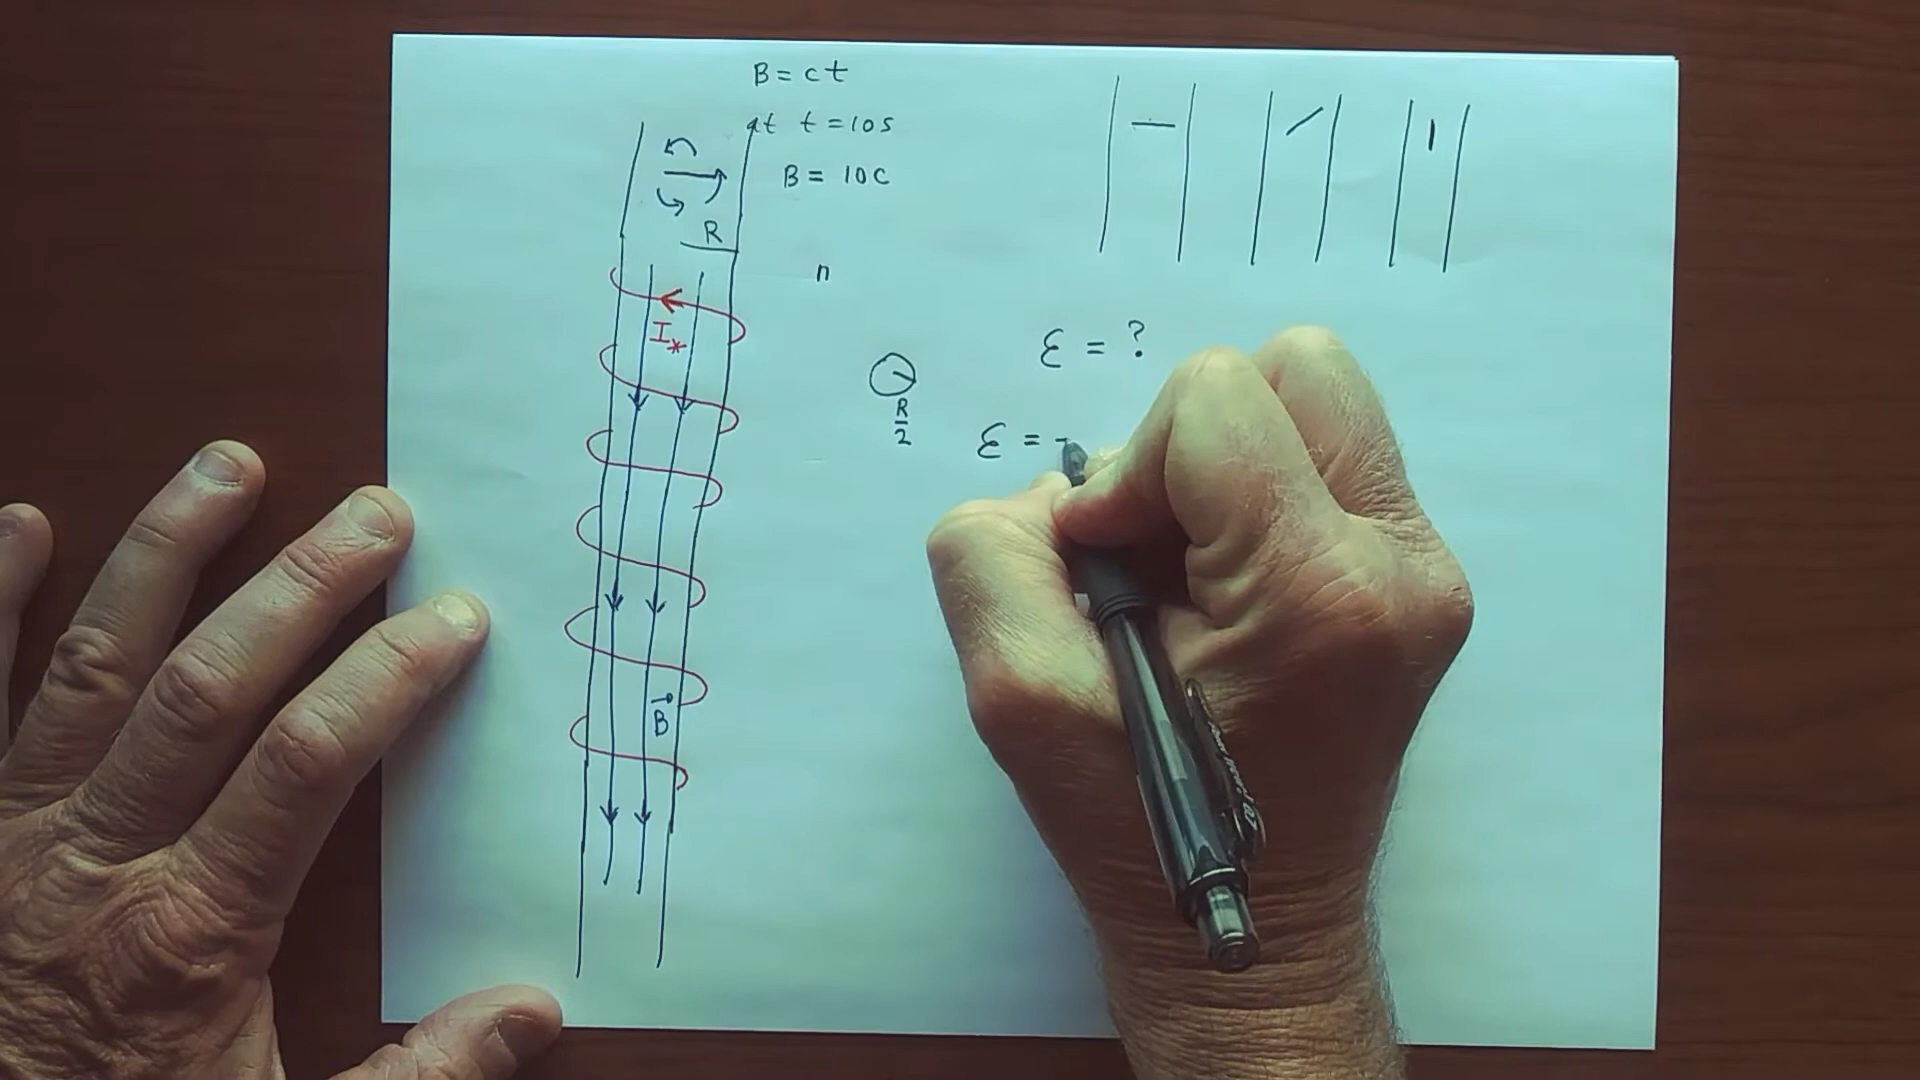 B = ct
at t = 10s
B = 10c
R
n
I*
ε = ?
R/2
ε = -
B⃗